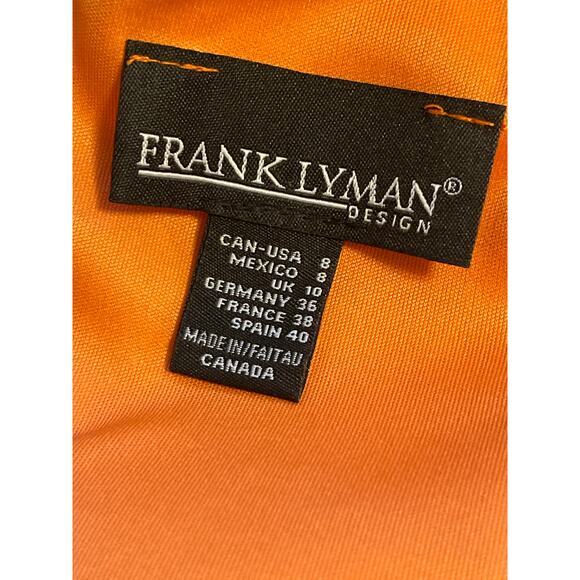 FRANK LYMAN®
DESIGN
CAN-USA 8
MEXICO 8
UK 10
GERMANY 36
FRANCE 38
SPAIN 40
MADE IN/FAIT AU
CANADA